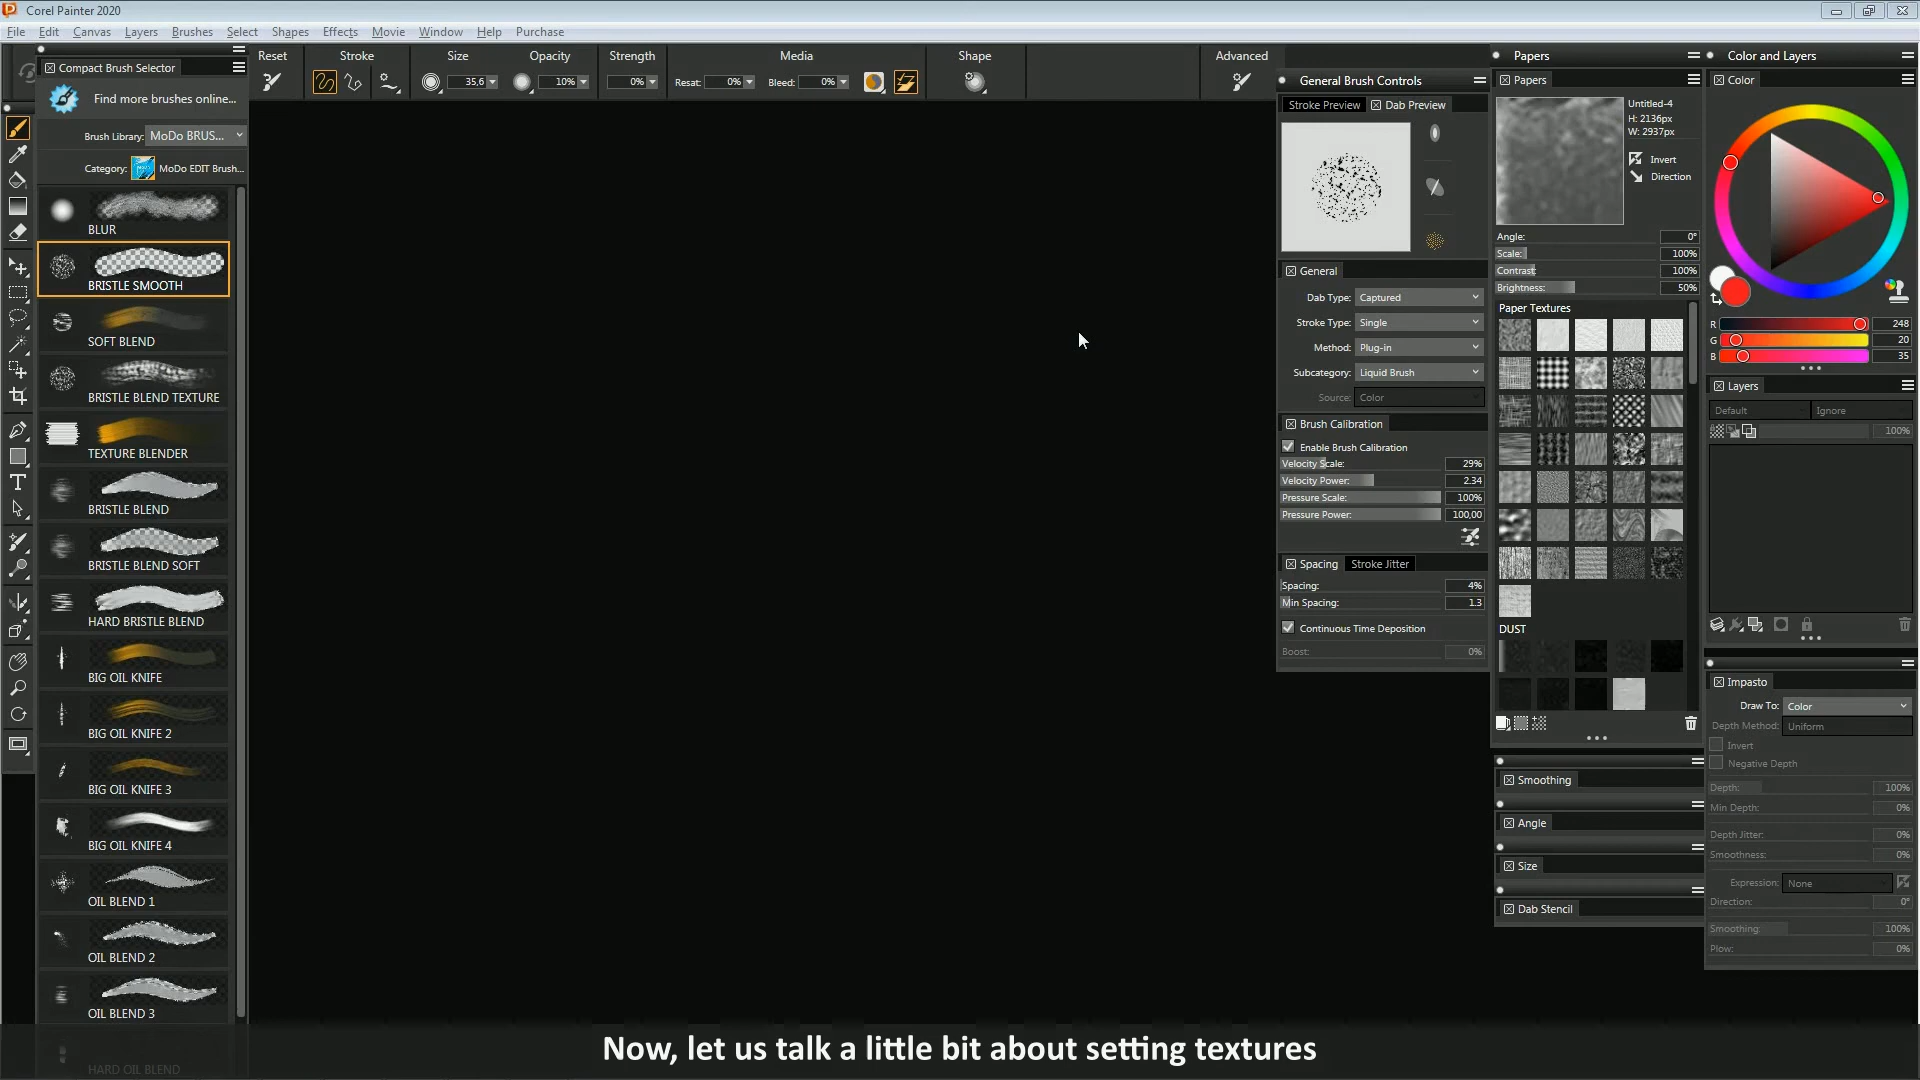 Corel Painter 2020
File Edit Canvas Layers Brushes Select Shapes Effects Movie Window Help Purchase
Reset Stroke Size Opacity Strength Media Shape Advanced
35,6 10% 0% Resat: 0% Bleed: 0%
Compact Brush Selector
Find more brushes online...
Brush Library: MoDo BRUS...
Category: MoDo EDIT Brush...
BLUR
BRISTLE SMOOTH
SOFT BLEND
BRISTLE BLEND TEXTURE
TEXTURE BLENDER
BRISTLE BLEND
BRISTLE BLEND SOFT
HARD BRISTLE BLEND
BIG OIL KNIFE
BIG OIL KNIFE 2
BIG OIL KNIFE 3
BIG OIL KNIFE 4
OIL BLEND 1
OIL BLEND 2
OIL BLEND 3
HARD OIL BLEND
General Brush Controls
Stroke Preview Dab Preview
General
Dab Type: Captured
Stroke Type: Single
Method: Plug-in
Subcategory: Liquid Brush
Source: Color
Brush Calibration
Enable Brush Calibration
Velocity Scale: 29%
Velocity Power: 2.34
Pressure Scale: 100%
Pressure Power: 100,00
Spacing Stroke Jitter
Spacing: 4%
Min Spacing: 1.3
Continuous Time Deposition
Boost: 0%
Papers
Papers
Untitled-4
H: 2136px
W: 2937px
Invert
Direction
Angle: 0°
Scale: 100%
Contrast: 100%
Brightness: 50%
Paper Textures
DUST
Smoothing
Angle
Size
Dab Stencil
Color and Layers
Color
R 248
G 20
B 35
Layers
Default Ignore
100%
Impasto
Draw To: Color
Depth Method: Uniform
Invert
Negative Depth
Depth: 100%
Min Depth: 0%
Depth Jitter: 0%
Smoothness: 0%
Expression: None
Direction: 0°
Smoothing: 100%
Plow: 0%
Now, let us talk a little bit about setting textures